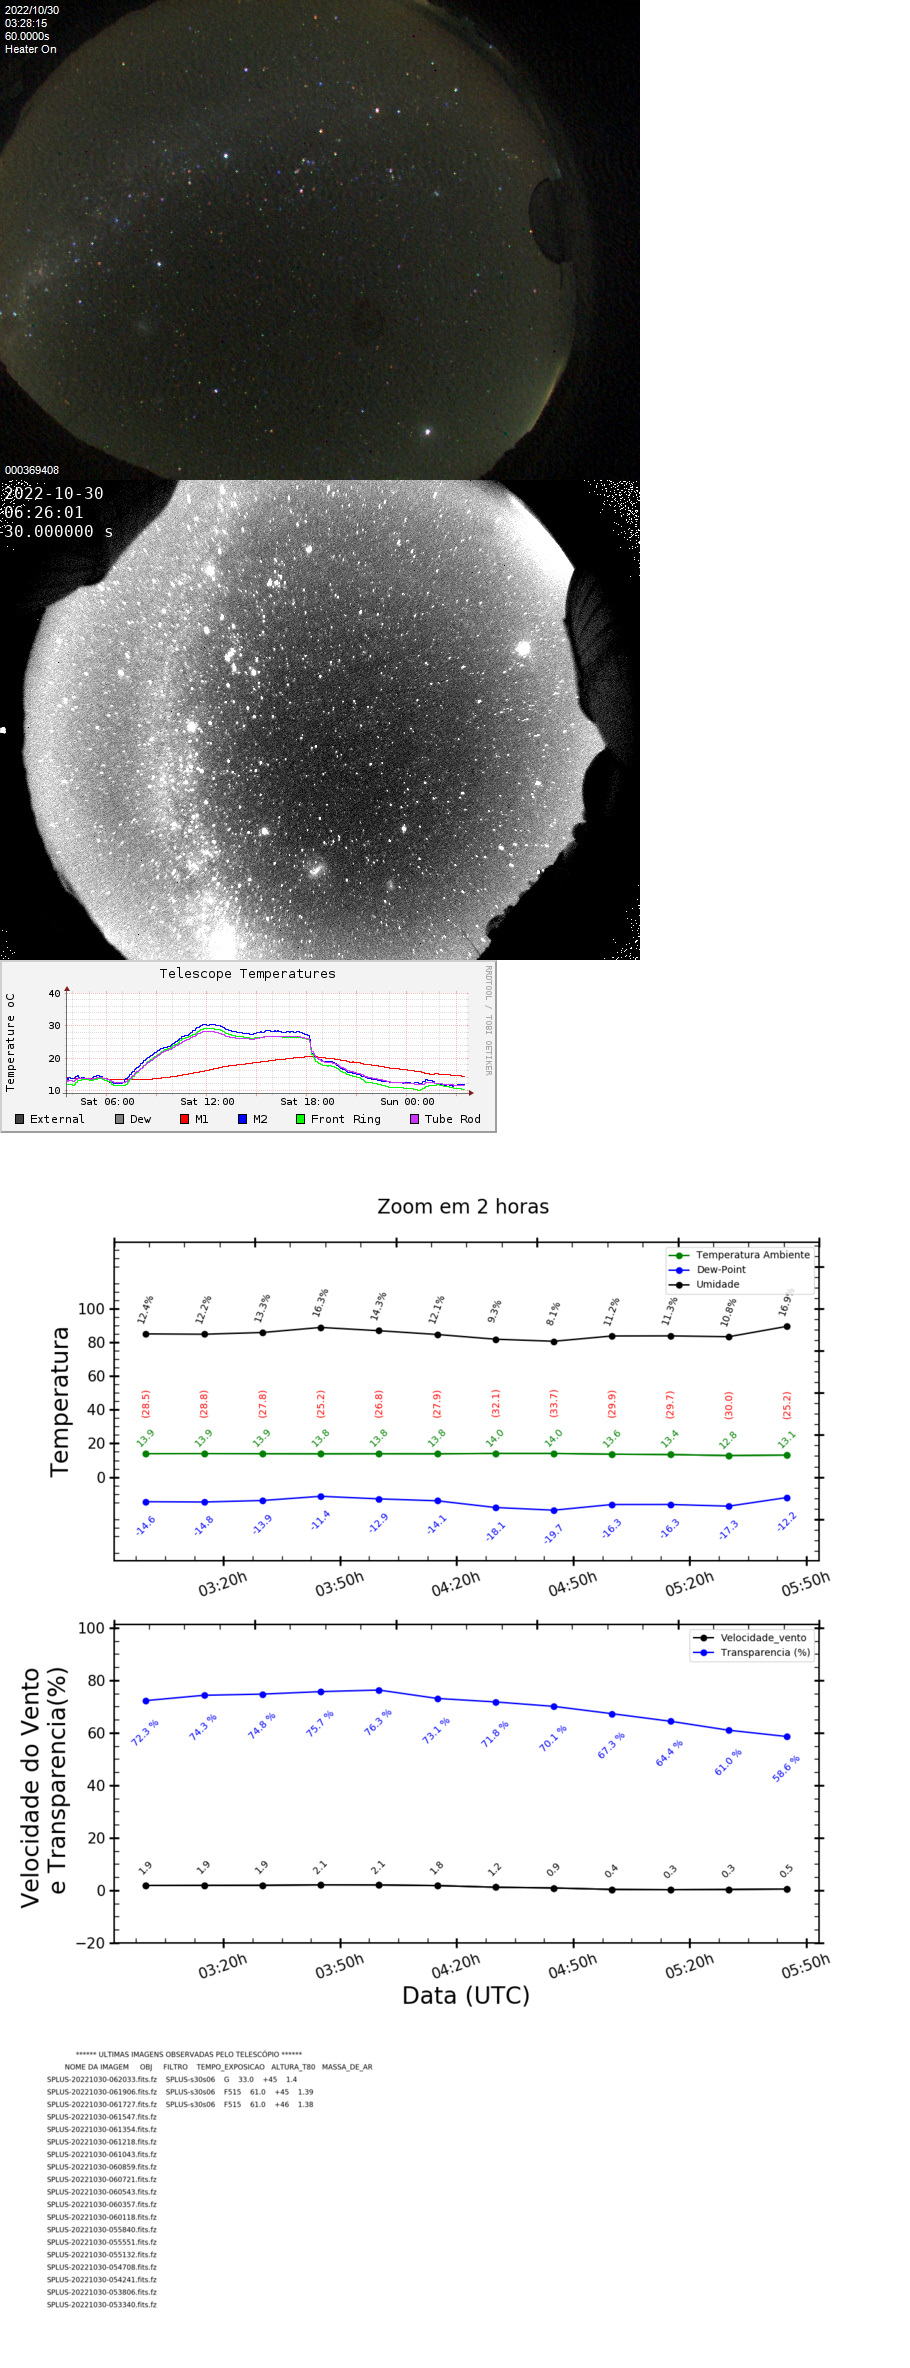 2022/10/30
03:28:15
60.0000s
Heater On
000369408
2022-10-30
06:26:01
30.000000 s
Telescope Temperatures
RRDTOOL / TOBI OETIKER
Temperature oC
40
30
20
10
Sat 06:00 Sat 12:00 Sat 18:00 Sun 00:00
External Dew M1 M2 Front Ring Tube Rod
Zoom em 2 horas
Temperatura Ambiente
Dew-Point
Umidade
Temperatura
100
80
60
40
20
0
12.4% 12.2% 13.3% 16.3% 14.3% 12.1% 9.3% 8.1% 11.2% 11.3% 10.8% 16.9%
(28.5) (28.8) (27.8) (25.2) (26.8) (27.9) (32.1) (33.7) (29.9) (29.7) (30.0) (25.2)
13.9 13.9 13.9 13.8 13.8 13.8 14.0 14.0 13.6 13.4 12.8 13.1
-14.6 -14.8 -13.9 -11.4 -12.9 -14.1 -18.1 -19.7 -16.3 -16.3 -17.3 -12.2
03:20h 03:50h 04:20h 04:50h 05:20h 05:50h
Velocidade_vento
Transparencia (%)
Velocidade do Vento
e Transparencia(%)
100
80
60
40
20
0
−20
72.3 % 74.3 % 74.8 % 75.7 % 76.3 % 73.1 % 71.8 % 70.1 % 67.3 % 64.4 % 61.0 % 58.6 %
1.9 1.9 1.9 2.1 2.1 1.8 1.2 0.9 0.4 0.3 0.3 0.5
03:20h 03:50h 04:20h 04:50h 05:20h 05:50h
Data (UTC)
****** ULTIMAS IMAGENS OBSERVADAS PELO TELESCÓPIO ******
NOME DA IMAGEM OBJ FILTRO TEMPO_EXPOSICAO ALTURA_T80 MASSA_DE_AR
SPLUS-20221030-062033.fits.fz SPLUS-s30s06 G 33.0 +45 1.4
SPLUS-20221030-061906.fits.fz SPLUS-s30s06 F515 61.0 +45 1.39
SPLUS-20221030-061727.fits.fz SPLUS-s30s06 F515 61.0 +46 1.38
SPLUS-20221030-061547.fits.fz
SPLUS-20221030-061354.fits.fz
SPLUS-20221030-061218.fits.fz
SPLUS-20221030-061043.fits.fz
SPLUS-20221030-060859.fits.fz
SPLUS-20221030-060721.fits.fz
SPLUS-20221030-060543.fits.fz
SPLUS-20221030-060357.fits.fz
SPLUS-20221030-060118.fits.fz
SPLUS-20221030-055840.fits.fz
SPLUS-20221030-055551.fits.fz
SPLUS-20221030-055132.fits.fz
SPLUS-20221030-054708.fits.fz
SPLUS-20221030-054241.fits.fz
SPLUS-20221030-053806.fits.fz
SPLUS-20221030-053340.fits.fz